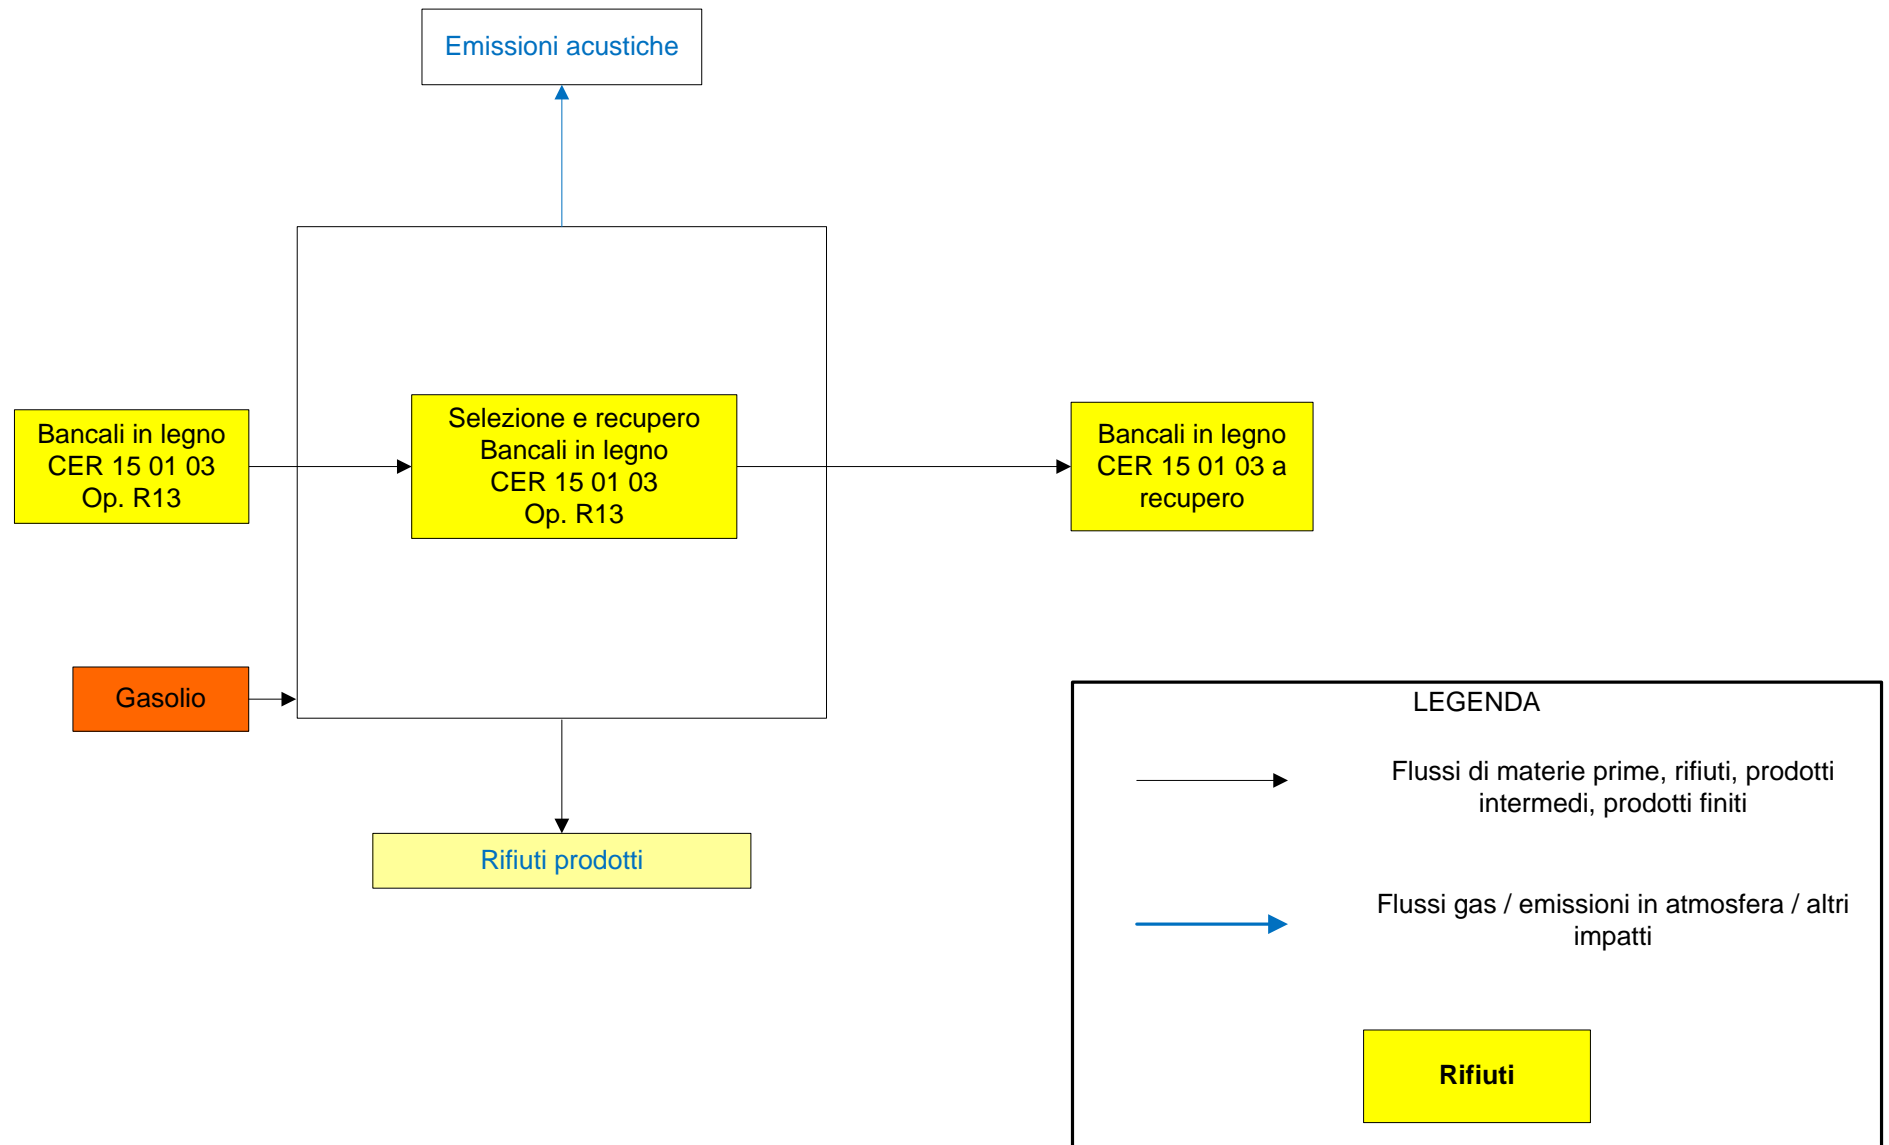 Emissioni acustiche
Bancali in legno
CER 15 01 03
Op. R13
Selezione e recupero
Bancali in legno
CER 15 01 03
Op. R13
Bancali in legno
CER 15 01 03 a
recupero
Gasolio
Rifiuti prodotti
LEGENDA
Flussi di materie prime, rifiuti, prodotti
intermedi, prodotti finiti
Flussi gas / emissioni in atmosfera / altri
impatti
Rifiuti